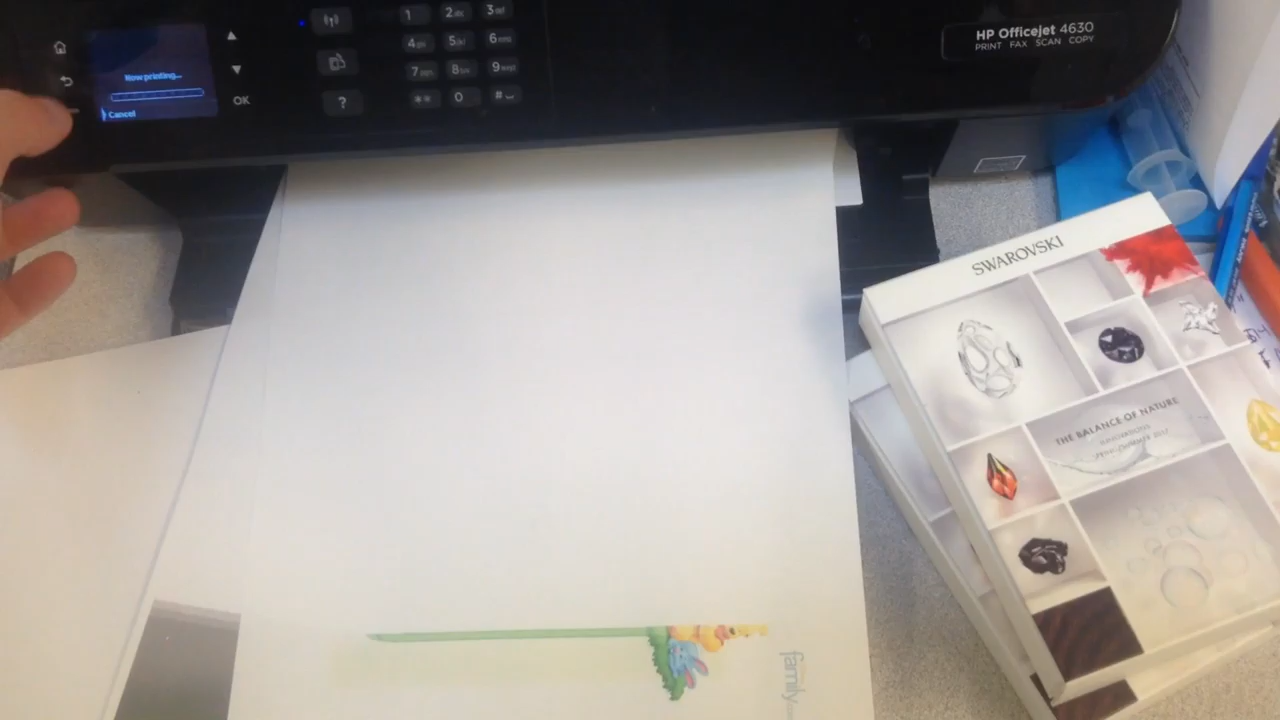 Now printing...
Cancel
OK
?
1
2abc
3def
4ghi
5jkl
6mno
7pqrs
8tuv
9wxyz
0
HP Officejet 4630
PRINT FAX SCAN COPY
SWAROVSKI
THE BALANCE OF NATURE
INNOVATIONS
family